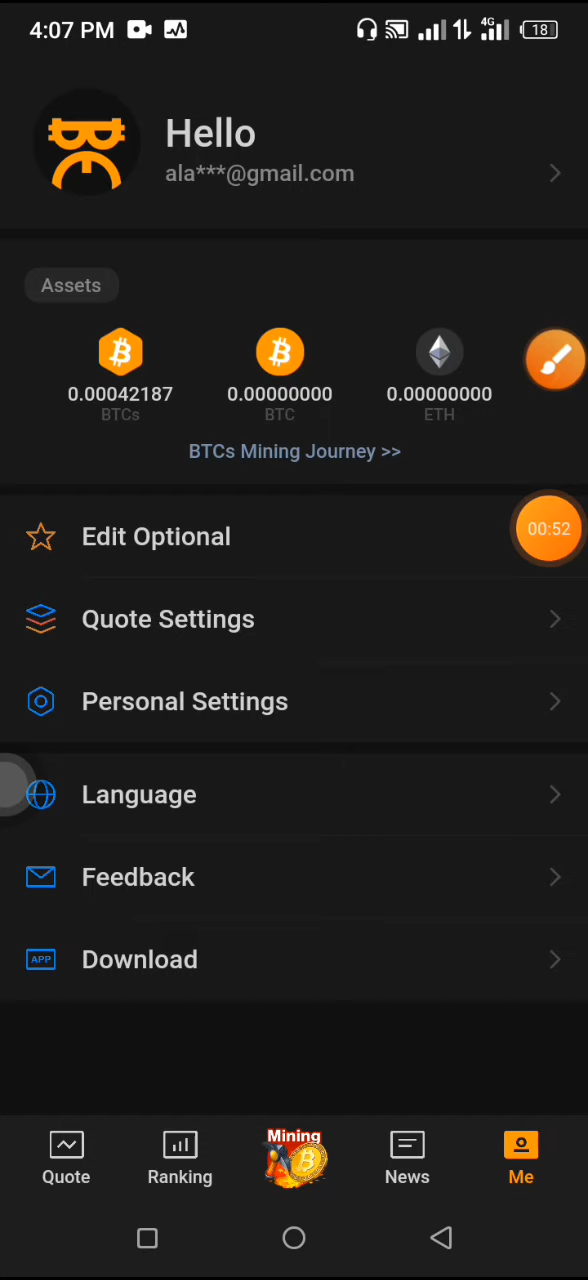 4:07 PM
4G
18
Hello
ala***@gmail.com
Assets
0.00042187
0.00000000
0.00000000
BTCs
BTC
ETH
BTCs Mining Journey >>
Edit Optional
00:52
Quote Settings
Personal Settings
Language
Feedback
APP
Download
Mining
Quote
Ranking
News
Me